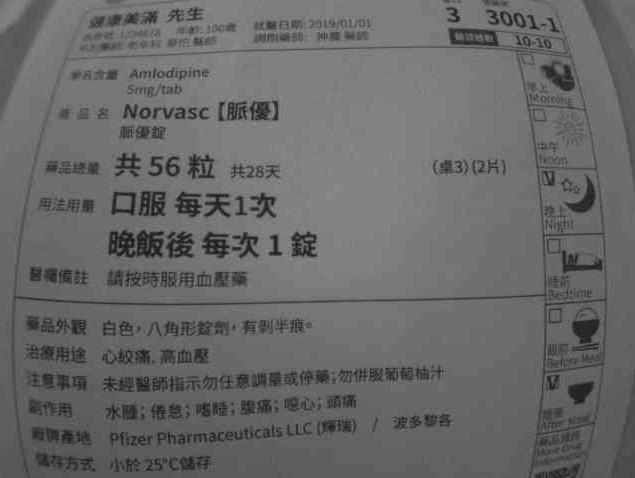 健康美滿 先生
年齡: 100歲
就醫日期: 2019/01/01
調劑藥師: 神農 藥師
3 3001-1
10-10
學名含量 Amlodipine
5mg/tab
商品名 Norvasc【脈優】
脈優錠
藥品總量 共 56 粒 共28天 (桌3)(2片)
用法用量 口服 每天1次
晚飯後 每次 1 錠
醫囑備註 請按時服用血壓藥
藥品外觀 白色，八角形錠劑，有剝半痕。
治療用途 心絞痛, 高血壓
注意事項 未經醫師指示勿任意調量或停藥;勿併服葡萄柚汁
副作用 水腫；倦怠；嗜睡；腹痛；噁心；頭痛
廠牌產地 Pfizer Pharmaceuticals LLC (輝瑞) / 波多黎各
儲存方式 小於 25°C儲存
早上
Morning
中午
Noon
V
晚上
Night
睡前
Bedtime
飯前
Before Meal
V
飯後
After Meal
藥品資訊
More Drug
Information